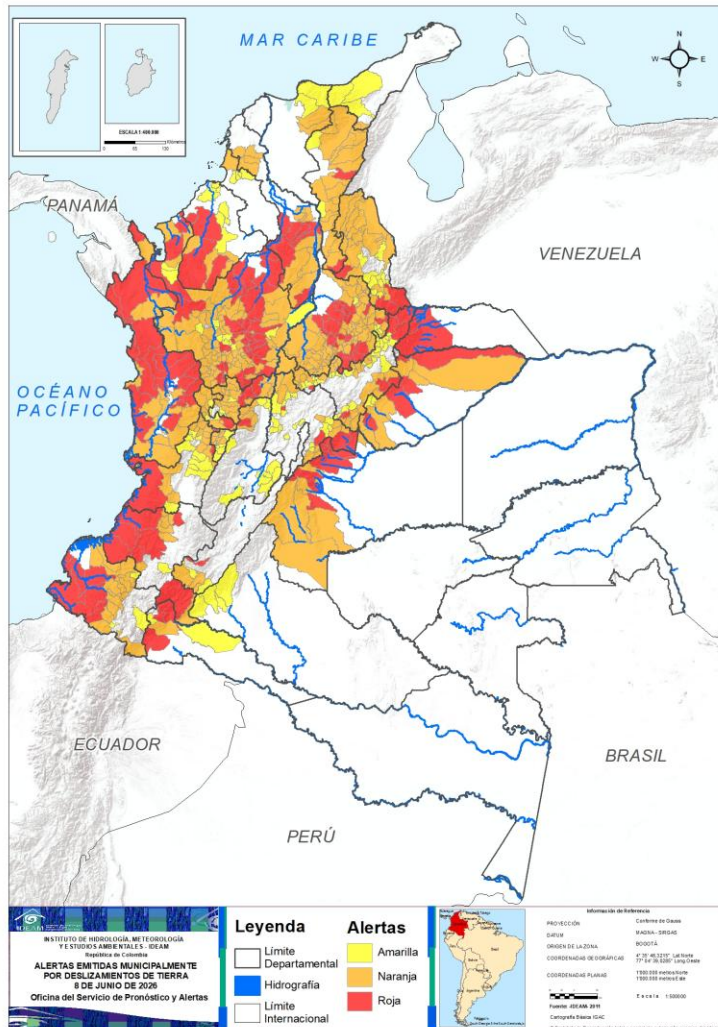 MAR CARIBE
N
W E
S
ESCALA 1:400.000
PANAMÁ
VENEZUELA
OCÉANO
PACÍFICO
ECUADOR
BRASIL
PERÚ
IDEAM
INSTITUTO DE HIDROLOGÍA, METEOROLOGÍA
Y ESTUDIOS AMBIENTALES - IDEAM
República de Colombia
ALERTAS EMITIDAS MUNICIPALMENTE
POR DESLIZAMIENTOS DE TIERRA
8 DE JUNIO DE 2026
Oficina del Servicio de Pronóstico y Alertas
Leyenda
Límite
Departamental
Hidrografía
Límite
Internacional
Alertas
Amarilla
Naranja
Roja
Información de Referencia
PROYECCIÓN Conforme de Gauss
DATUM MAGNA - SIRGAS
ORIGEN DE LA ZONA BOGOTÁ
COORDENADAS GEOGRÁFICAS
COORDENADAS PLANAS
Fuente: IDEAM 2011
Cartografía Básica IGAC